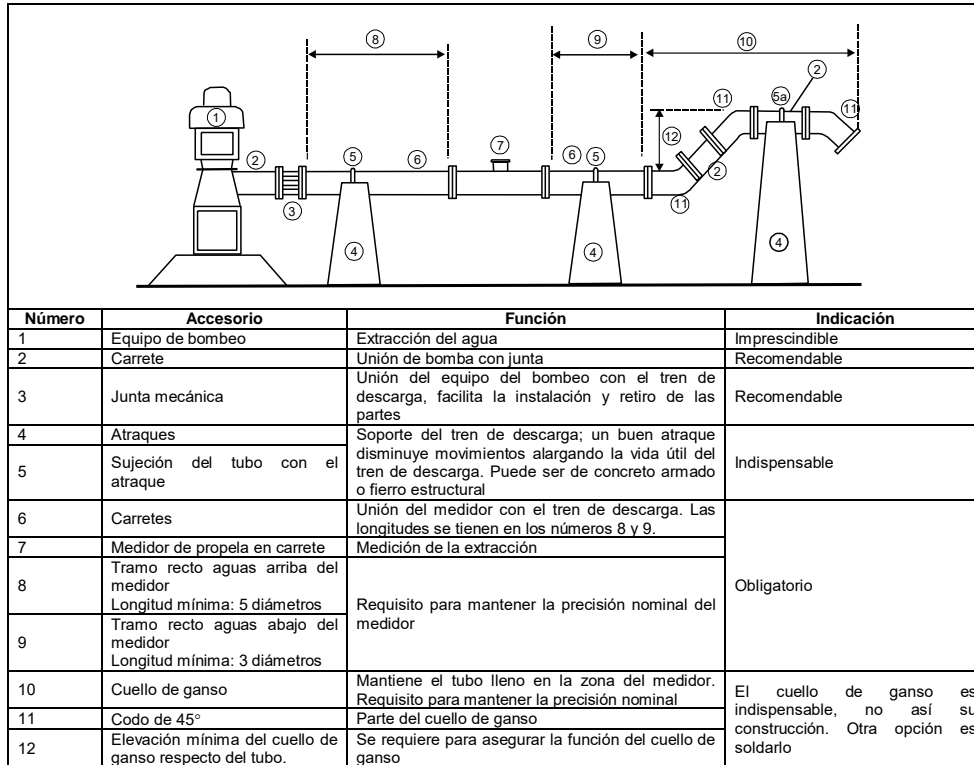 8 9 10
2
1 2 5 6 7 6 5 11 5a 11
12
2
3 11
4 4 4
Número Accesorio Función Indicación
1 Equipo de bombeo Extracción del agua Imprescindible
2 Carrete Unión de bomba con junta Recomendable
3 Junta mecánica Unión del equipo del bombeo con el tren de
descarga, facilita la instalación y retiro de las
partes
Recomendable
4 Atraques
5 Sujeción del tubo con el
atraque
Soporte del tren de descarga; un buen atraque
disminuye movimientos alargando la vida útil del
tren de descarga. Puede ser de concreto armado
o fierro estructural
Indispensable
6 Carretes Unión del medidor con el tren de descarga. Las
longitudes se tienen en los números 8 y 9.
7 Medidor de propela en carrete Medición de la extracción
8 Tramo recto aguas arriba del
medidor
Longitud mínima: 5 diámetros
9 Tramo recto aguas abajo del
medidor
Longitud mínima: 3 diámetros
Requisito para mantener la precisión nominal del
medidor
Obligatorio
10 Cuello de ganso Mantiene el tubo lleno en la zona del medidor.
Requisito para mantener la precisión nominal
11 Codo de 45° Parte del cuello de ganso
12 Elevación mínima del cuello de
ganso respecto del tubo.
Se requiere para asegurar la función del cuello de
ganso
El cuello de ganso es
indispensable, no así su
construcción. Otra opción es
soldarlo